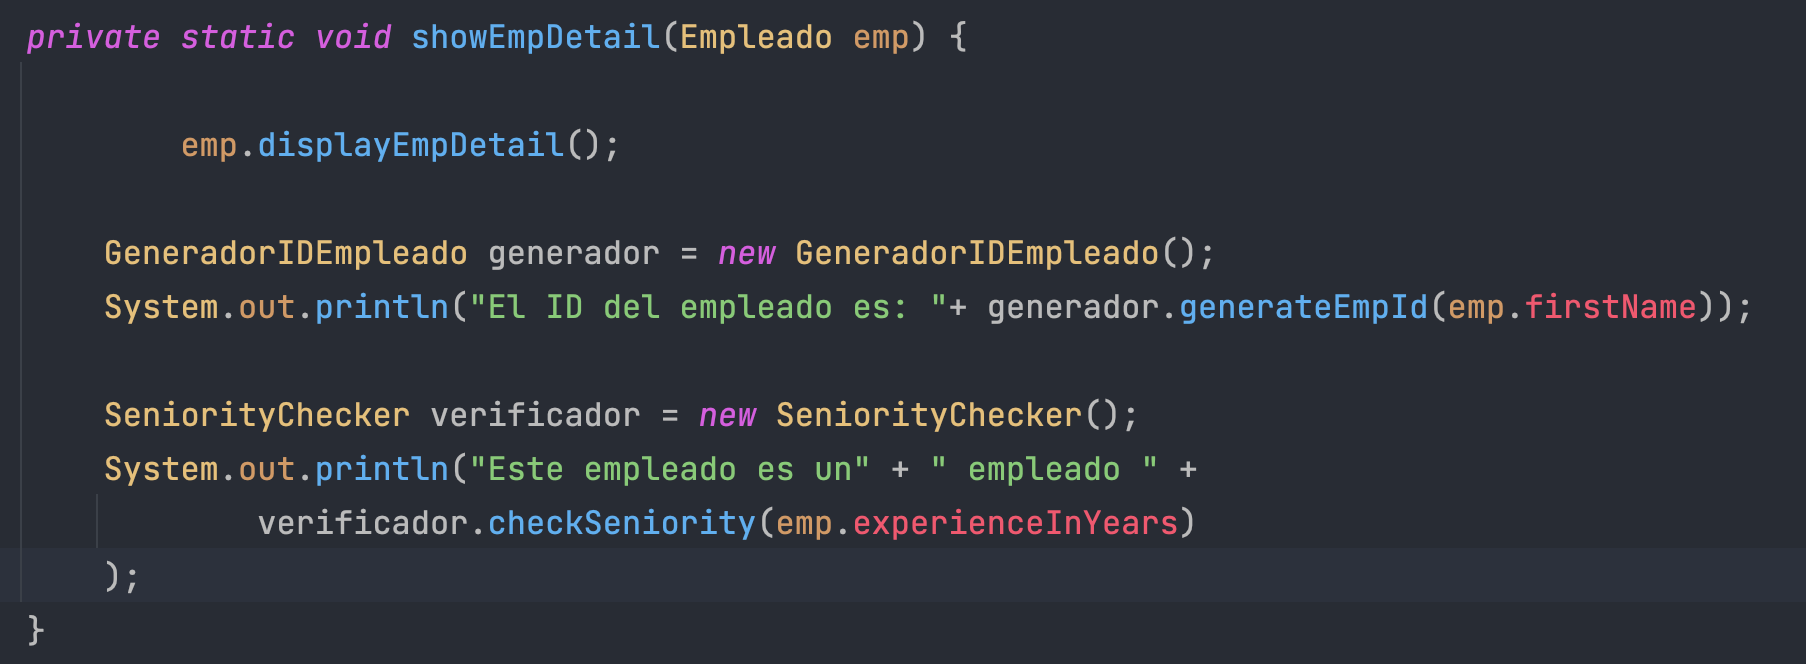 private static void showEmpDetail(Empleado emp) {
emp.displayEmpDetail();
GeneradorIDEmpleado generador = new GeneradorIDEmpleado();
System.out.println("El ID del empleado es: "+ generador.generateEmpId(emp.firstName));
SeniorityChecker verificador = new SeniorityChecker();
System.out.println("Este empleado es un" + " empleado " +
verificador.checkSeniority(emp.experienceInYears)
);
}